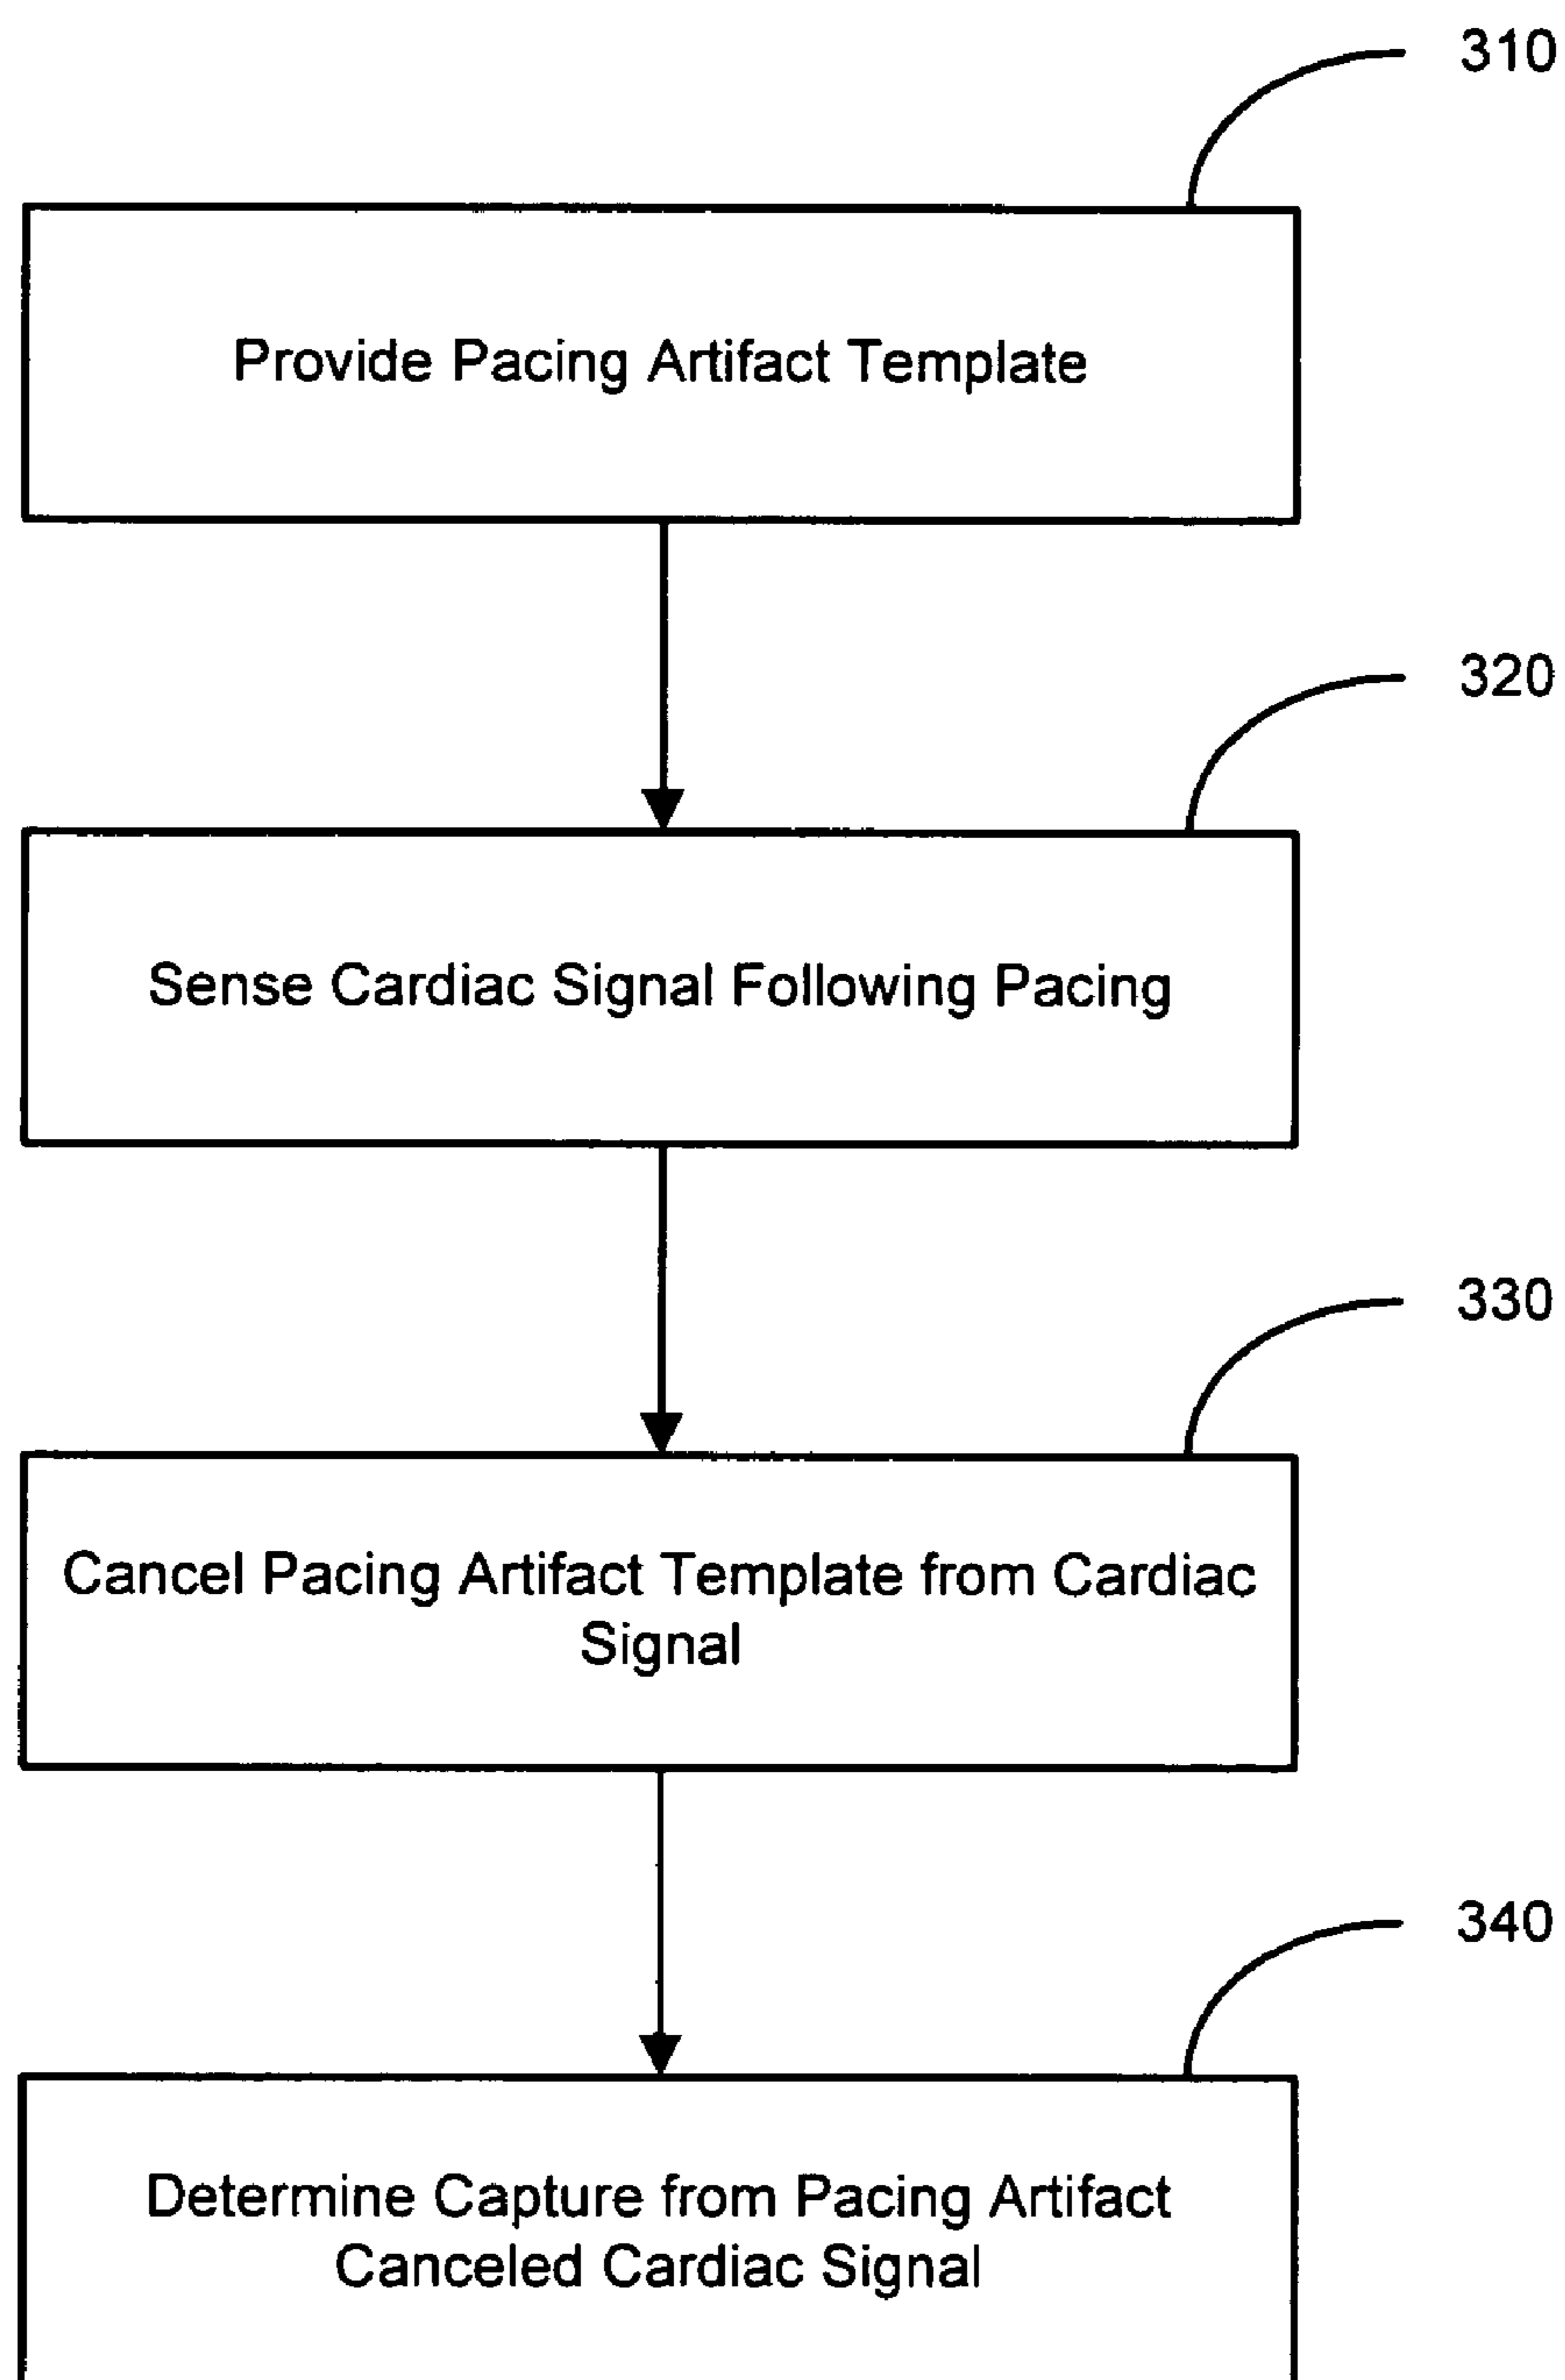 310
Provide Pacing Artifact Template
320
Sense Cardiac Signal Following Pacing
330
Cancel Pacing Artifact Template from Cardiac
Signal
340
Determine Capture from Pacing Artifact
Canceled Cardiac Signal